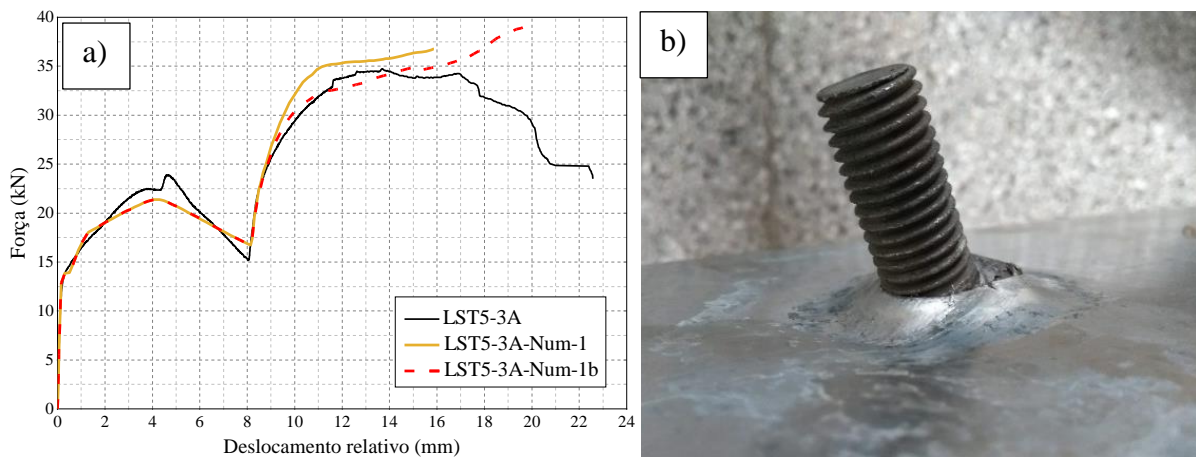 a)
40
35
30
25
20
15
10
5
0
Força (kN)
LST5-3A
LST5-3A-Num-1
LST5-3A-Num-1b
0 2 4 6 8 10 12 14 16 18 20 22 24
Deslocamento relativo (mm)
b)